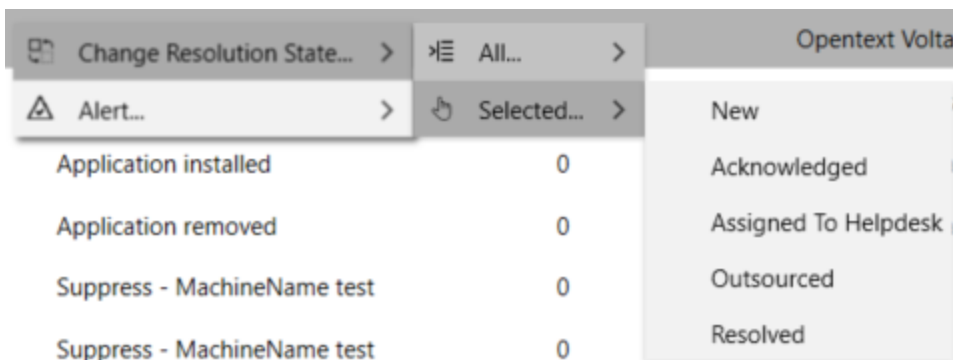 Change Resolution State...
All...
Opentext Volta
Alert...
Selected...
New
Application installed 0
Acknowledged
Application removed 0
Assigned To Helpdesk
Suppress - MachineName test 0
Outsourced
Suppress - MachineName test 0
Resolved